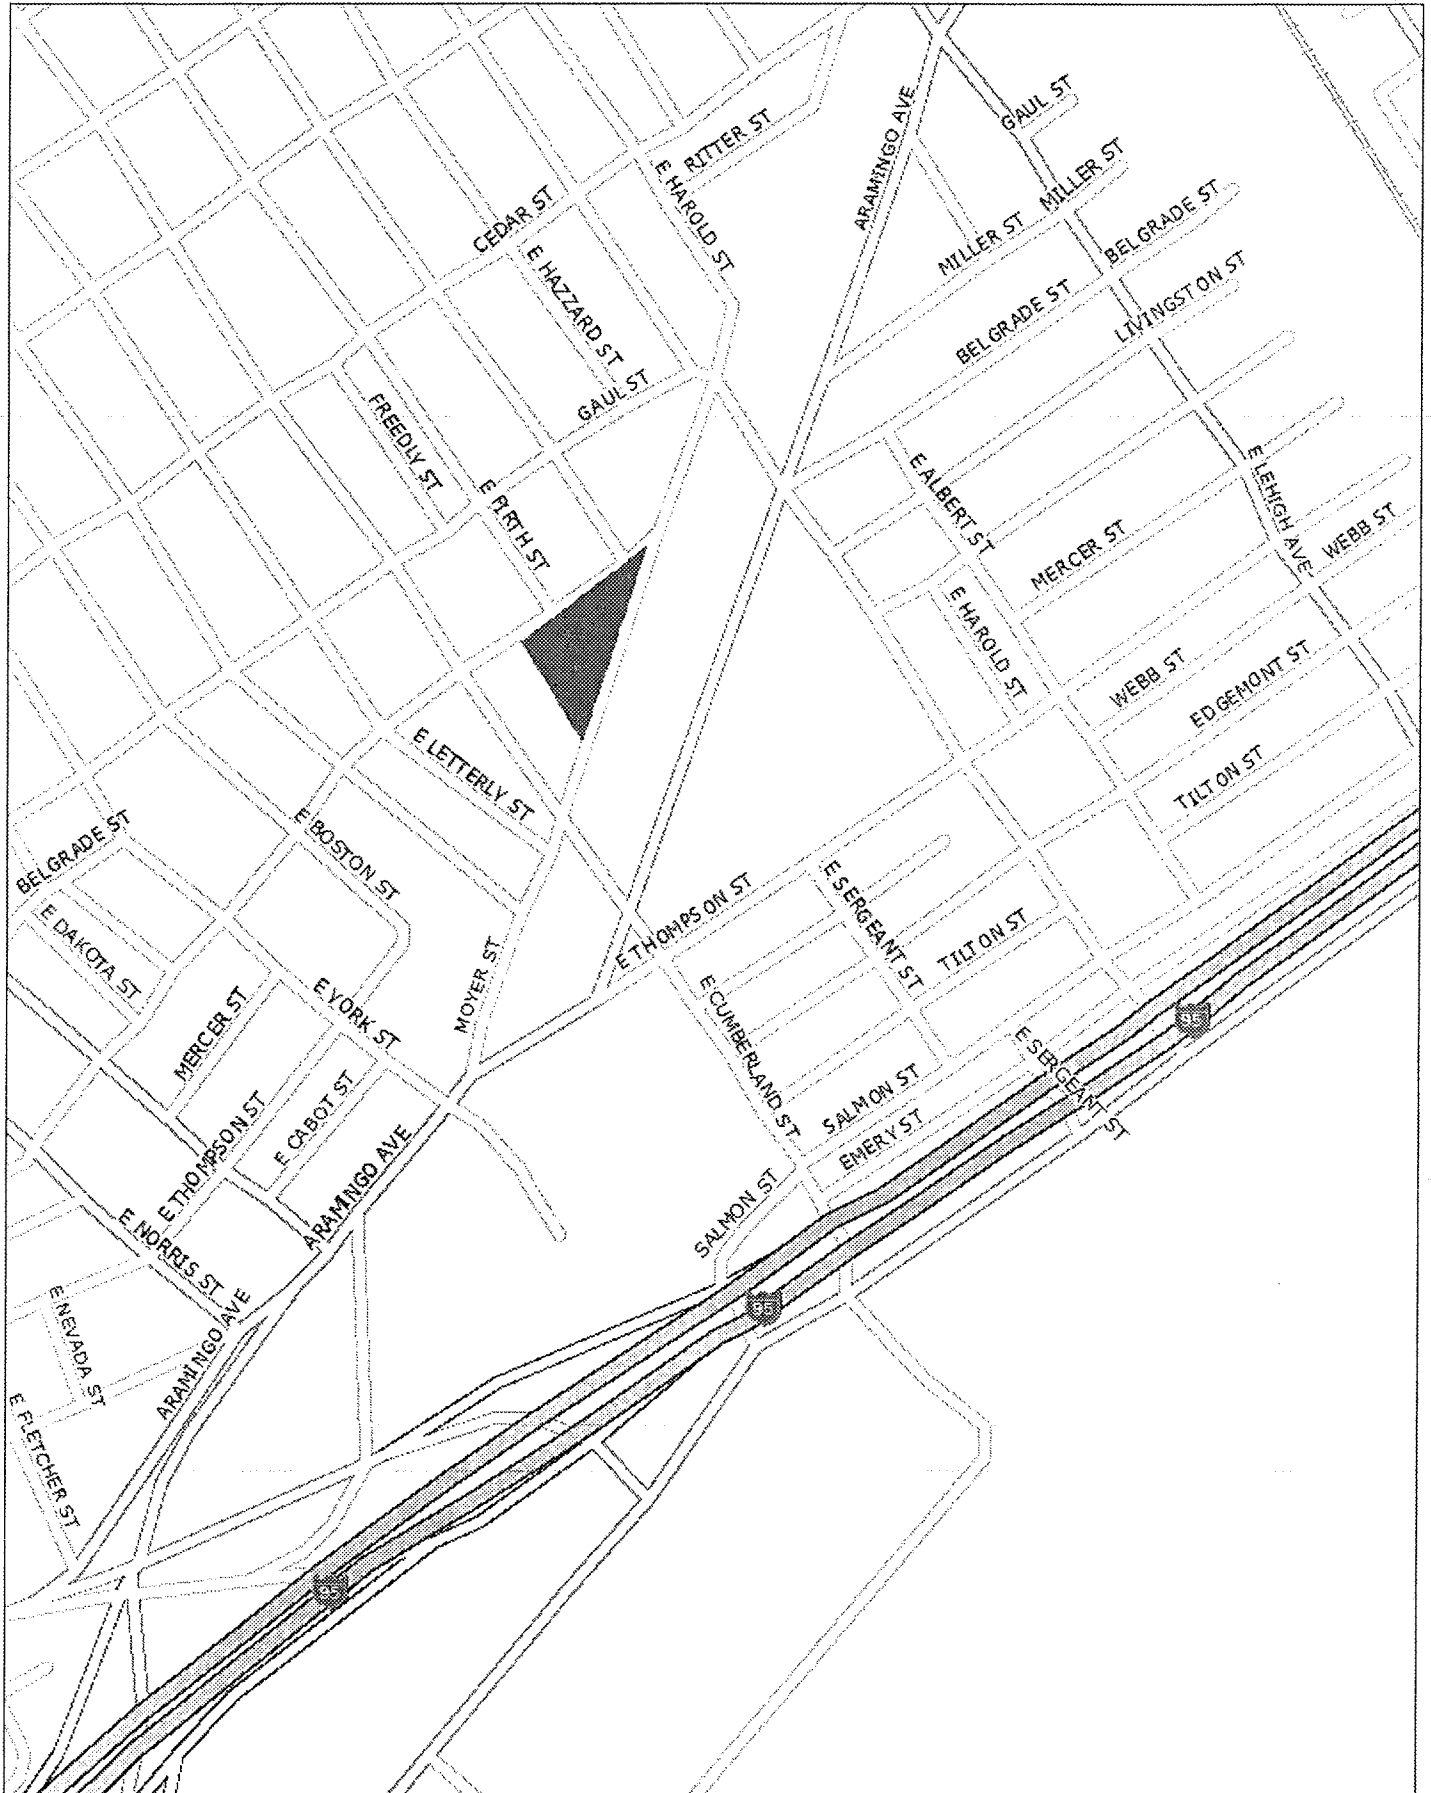 GAUL ST
ARAMINGO AVE
E RITTER ST
MILLER ST
E HAROLD ST
BELGRADE ST
CEDAR ST
MILLER ST
LIVINGSTON ST
E HAZZARD ST
BELGRADE ST
GAUL ST
FREEDLY ST
E ALBERT ST
E LEHIGH AVE
E FIRTH ST
WEBB ST
MERCER ST
E HAROLD ST
WEBB ST
EDGEMONT ST
E LETTERLY ST
TILTON ST
E BOSTON ST
BELGRADE ST
E THOMPSON ST
E SERGEANT ST
E DAKOTA ST
TILTON ST
MOYER ST
E YORK ST
MERCER ST
E CUMBERLAND ST
95
E SERGEANT ST
SALMON ST
E CABOT ST
E THOMPSON ST
EMERY ST
ARAMINGO AVE
SALMON ST
E NORRIS ST
E NEVADA ST
ARAMINGO AVE
95
E FLETCHER ST
95